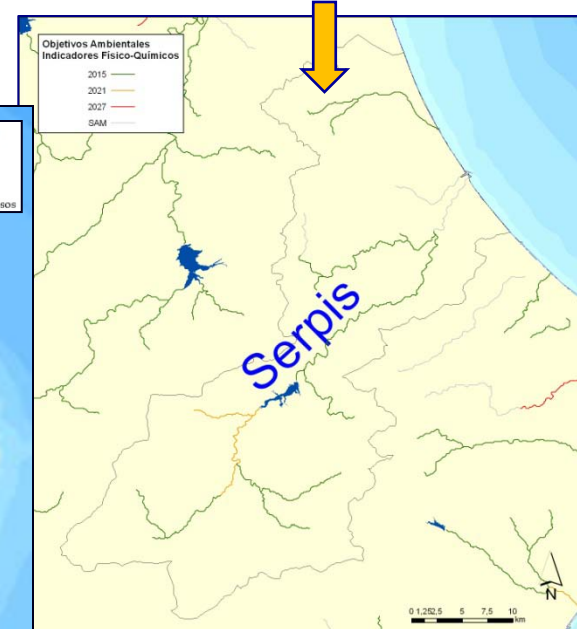 Objetivos Ambientales
Indicadores Físico-Químicos
2015
2021
2027
SAM
sos
Serpis
N
0 1,252,5 5 7,5 10
km